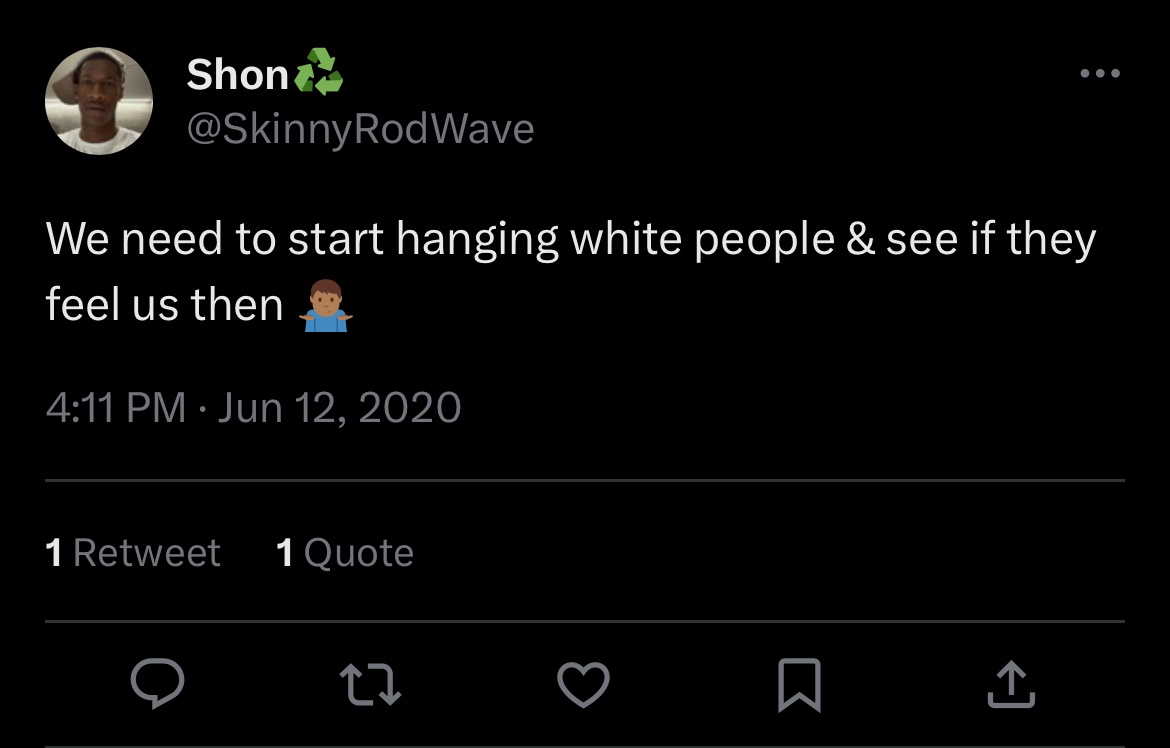 Shon♻️
@SkinnyRodWave
We need to start hanging white people & see if they
feel us then 🤷🏽‍♂️
4:11 PM · Jun 12, 2020
1 Retweet 1 Quote